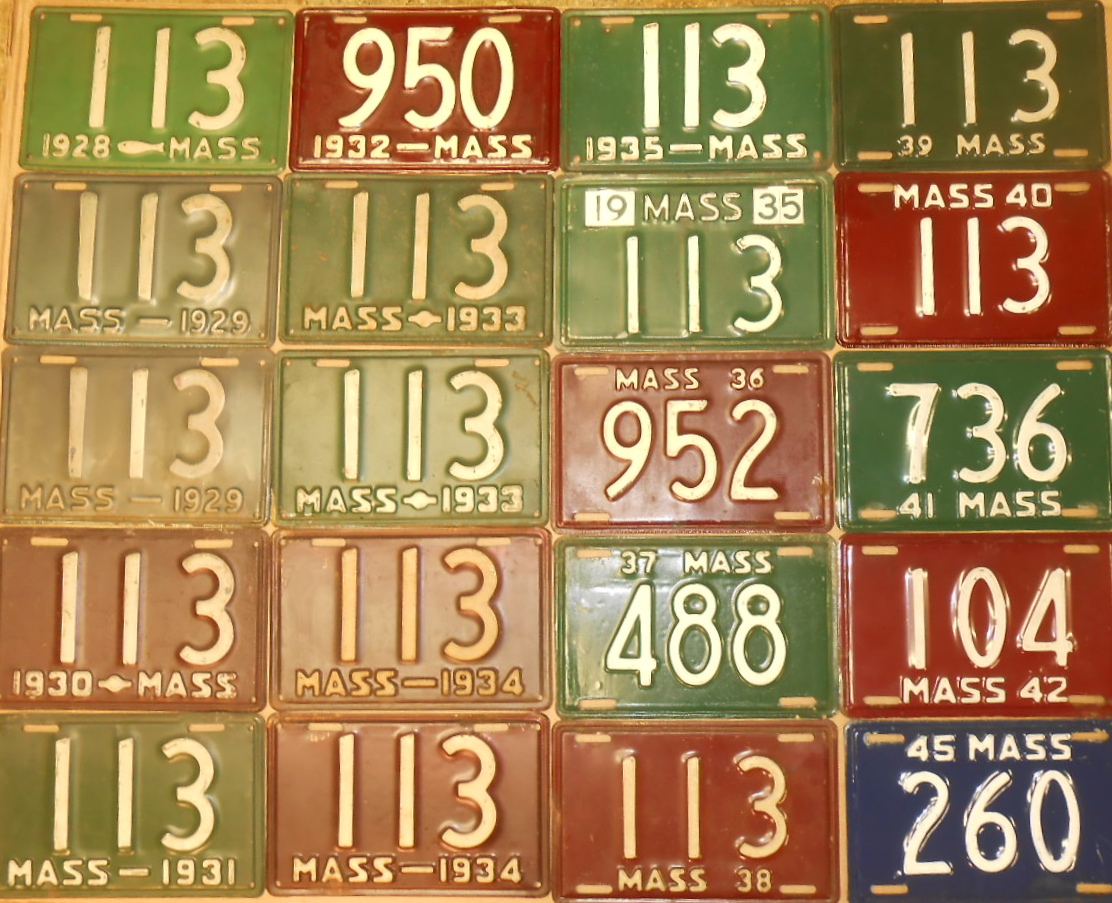 113
1928 MASS
950
1932—MASS
113
1935—MASS
113
39 MASS
113
MASS — 1929
113
MASS 1933
19 MASS 35
113
MASS 40
113
113
MASS — 1929
113
MASS 1933
MASS 36
952
736
41 MASS
113
1930 MASS
113
MASS—1934
37 MASS
488
104
MASS 42
113
MASS—1931
113
MASS—1934
113
MASS 38
45 MASS
260